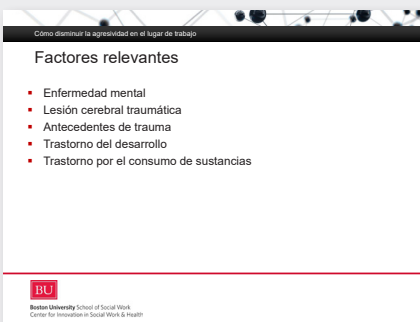 Cómo disminuir la agresividad en el lugar de trabajo
Factores relevantes
Enfermedad mental
Lesión cerebral traumática
Antecedentes de trauma
Trastorno del desarrollo
Trastorno por el consumo de sustancias
BU
Boston University School of Social Work
Center for Innovation in Social Work & Health